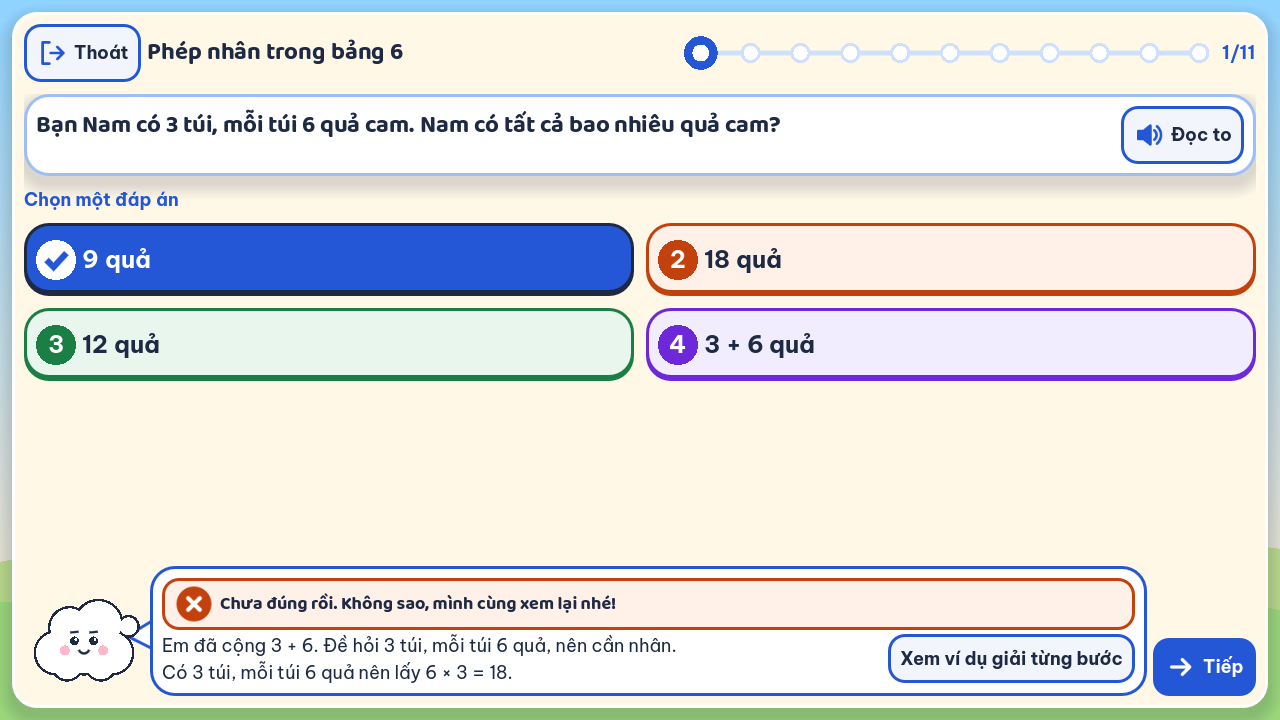 Thoát
Phép nhân trong bảng 6
1/11
Bạn Nam có 3 túi, mỗi túi 6 quả cam. Nam có tất cả bao nhiêu quả cam?
Đọc to
Chọn một đáp án
9 quả
2 18 quả
3 12 quả
4 3 + 6 quả
Chưa đúng rồi. Không sao, mình cùng xem lại nhé!
Em đã cộng 3 + 6. Đề hỏi 3 túi, mỗi túi 6 quả, nên cần nhân.
Có 3 túi, mỗi túi 6 quả nên lấy 6 × 3 = 18.
Xem ví dụ giải từng bước
Tiếp